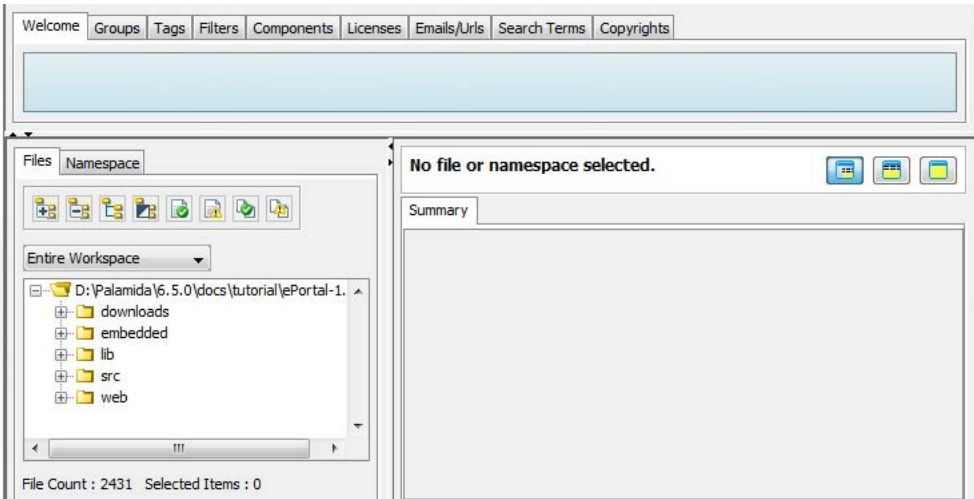 Welcome Groups Tags Filters Components Licenses Emails/Urls Search Terms Copyrights
Files Namespace
No file or namespace selected.
Summary
Entire Workspace
D:\Palamida\6.5.0\docs\tutorial\ePortal-1.
downloads
embedded
lib
src
web
File Count : 2431 Selected Items : 0